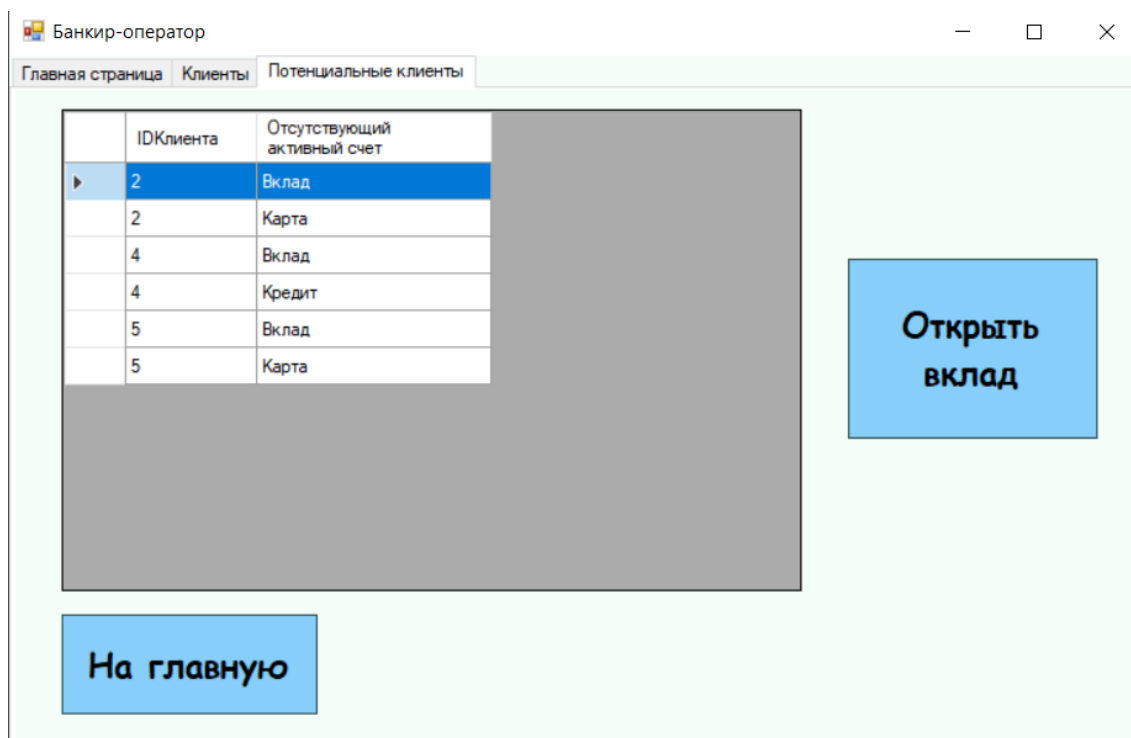 Банкир-оператор
Главная страница Клиенты Потенциальные клиенты
IDКлиента Отсутствующий
активный счет
2 Вклад
2 Карта
4 Вклад
4 Кредит
5 Вклад
5 Карта
Открыть
вклад
На главную